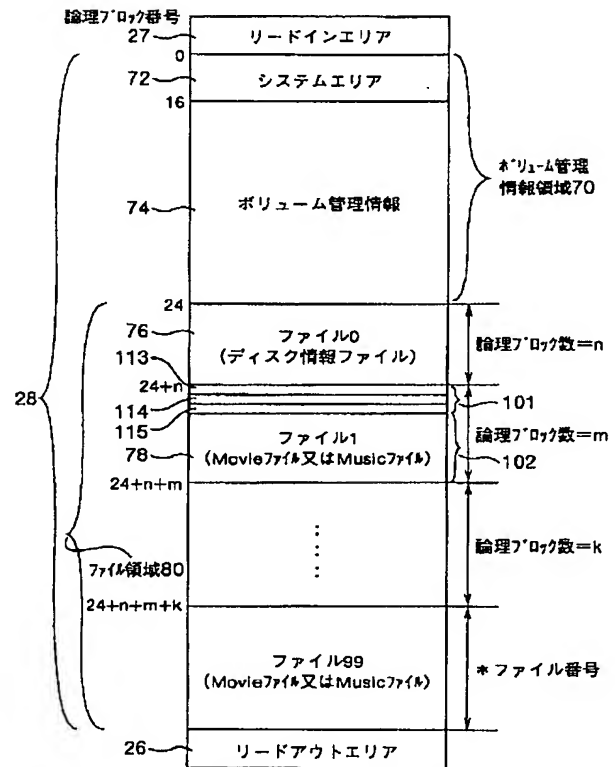 論理ブロック番号
27
リードインエリア
0
72
システムエリア
16
74
ボリューム管理情報
ボリューム管理
情報領域70
24
76
ファイル0
(ディスク情報ファイル)
論理ブロック数=n
113
24+n
114
115
101
ファイル1
論理ブロック数=m
78
(Movieファイル又はMusicファイル)
102
24+n+m
28
論理ブロック数=k
ファイル領域80
24+n+m+k
ファイル99
(Movieファイル又はMusicファイル)
*ファイル番号
26
リードアウトエリア